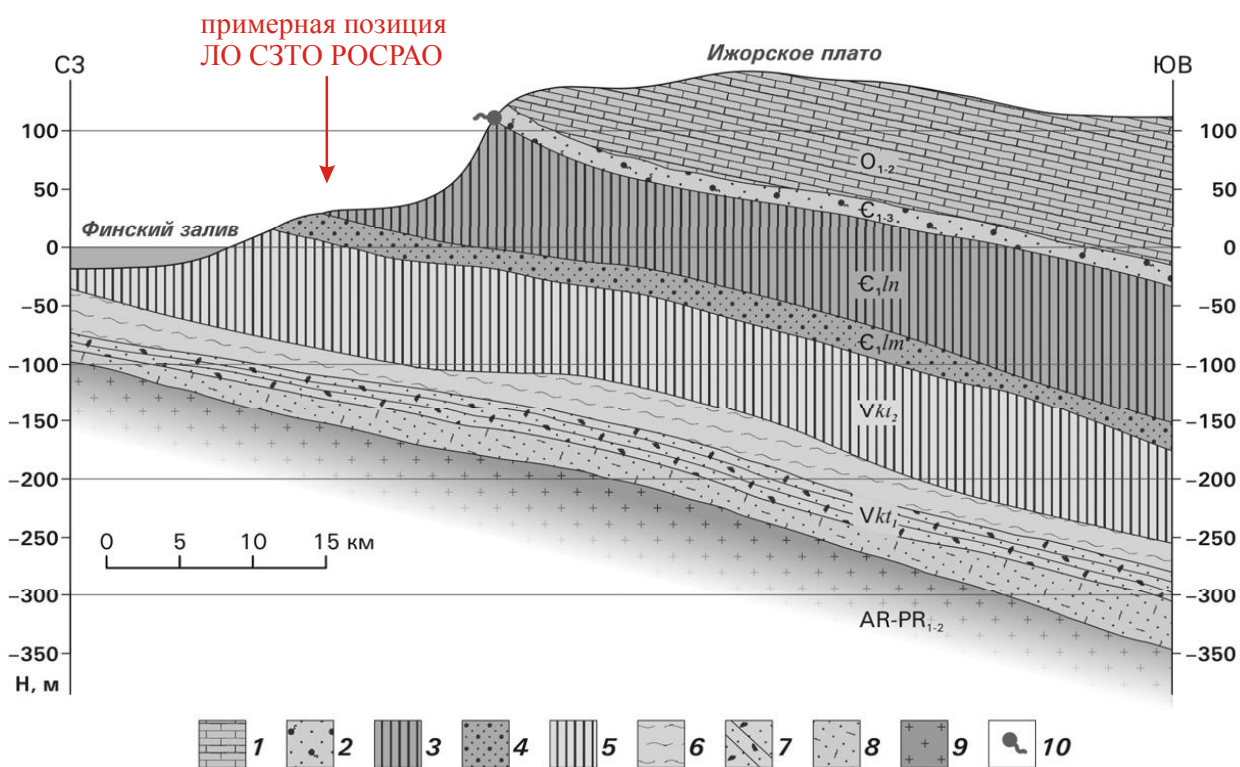 примерная позиция
ЛО СЗТО РОСРАО
СЗ
Ижорское плато
ЮВ
100
100
O₁₋₂
50
50
Є₁₋₃
Финский залив
0
0
Є₁ln
−50
−50
Є₁lm
−100
−100
Vkt₂
−150
−150
−200
−200
Vkt₁
0 5 10 15 км
−250
−250
−300
−300
AR-PR₁₋₂
−350
−350
Н, м
1 2 3 4 5 6 7 8 9 10